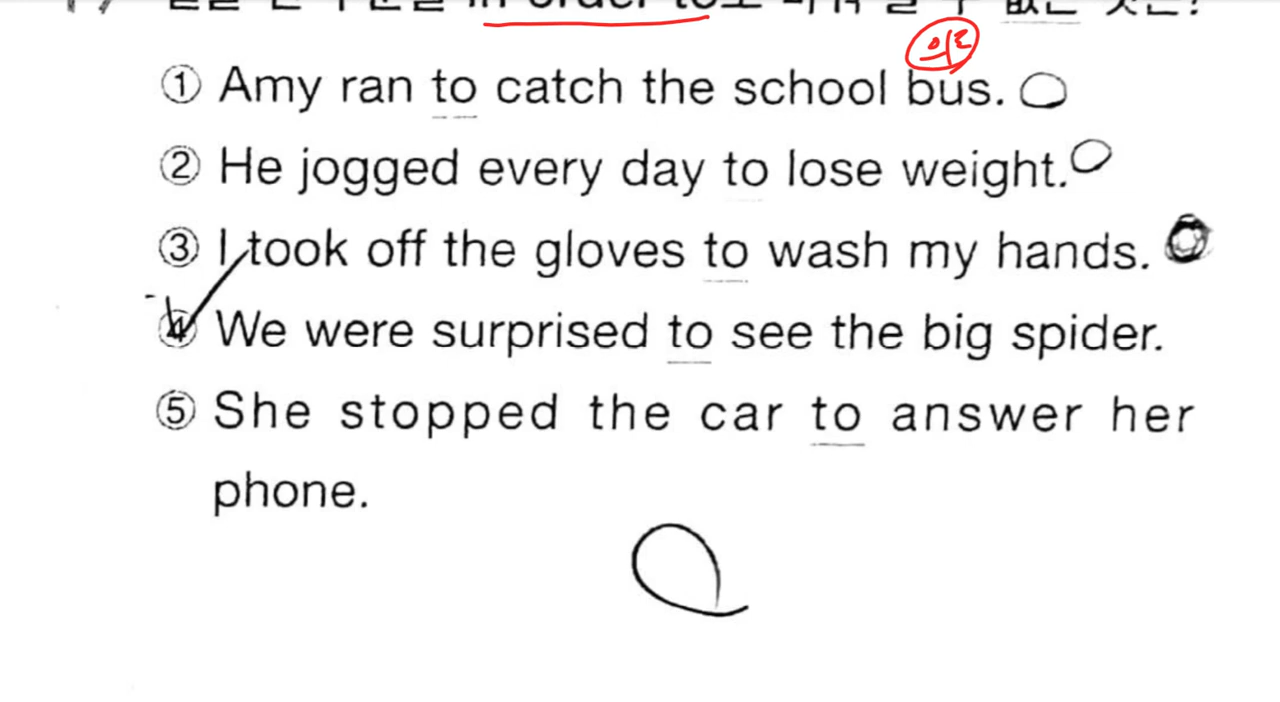 ① Amy ran to catch the school bus.
② He jogged every day to lose weight.
③ I took off the gloves to wash my hands.
④ We were surprised to see the big spider.
⑤ She stopped the car to answer her
phone.